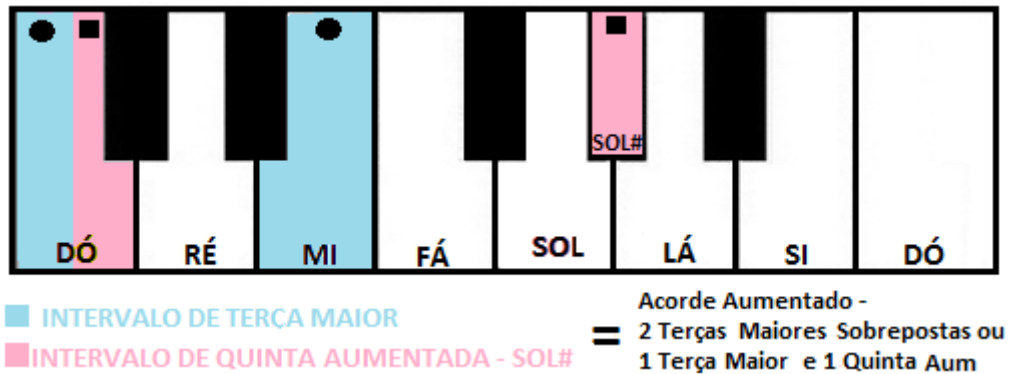 SOL#
DÓ RÉ MI FÁ SOL LÁ SI DÓ
INTERVALO DE TERÇA MAIOR
INTERVALO DE QUINTA AUMENTADA - SOL#
=
Acorde Aumentado -
2 Terças Maiores Sobrepostas ou
1 Terça Maior e 1 Quinta Aum